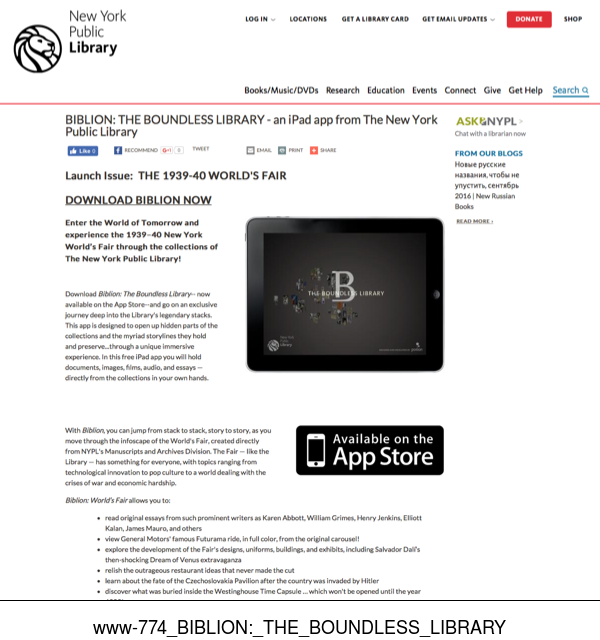 New York
Public
Library
LOG IN
LOCATIONS
GET A LIBRARY CARD
GET EMAIL UPDATES
DONATE
SHOP
Books/Music/DVDs Research Education Events Connect Give Get Help Search
BIBLION: THE BOUNDLESS LIBRARY - an iPad app from The New York
Public Library
Like 0
RECOMMEND
G+1 0
TWEET
EMAIL
PRINT
SHARE
Launch Issue: THE 1939-40 WORLD'S FAIR
DOWNLOAD BIBLION NOW
Enter the World of Tomorrow and
experience the 1939–40 New York
World's Fair through the collections of
The New York Public Library!
Download Biblion: The Boundless Library-- now
available on the App Store--and go on an exclusive
journey deep into the Library's legendary stacks.
This app is designed to open up hidden parts of the
collections and the myriad storylines they hold
and preserve...through a unique immersive
experience. In this free iPad app you will hold
documents, images, films, audio, and essays —
directly from the collections in your own hands.
B
THE BOUNDLESS LIBRARY
New York
Public
Library
With Biblion, you can jump from stack to stack, story to story, as you
move through the infoscape of the World's Fair, created directly
from NYPL's Manuscripts and Archives Division. The Fair — like the
Library — has something for everyone, with topics ranging from
technological innovation to pop culture to a world dealing with the
crises of war and economic hardship.
Available on the
App Store
Biblion: World's Fair allows you to:
• read original essays from such prominent writers as Karen Abbott, William Grimes, Henry Jenkins, Elliott
Kalan, James Mauro, and others
• view General Motors' famous Futurama ride, in full color, from the original carousel!
• explore the development of the Fair's designs, uniforms, buildings, and exhibits, including Salvador Dalí's
then-shocking Dream of Venus extravaganza
• relish the outrageous restaurant ideas that never made the cut
• learn about the fate of the Czechoslovakia Pavilion after the country was invaded by Hitler
• discover what was buried inside the Westinghouse Time Capsule ... which won't be opened until the year
ASK NYPL >
Chat with a librarian now
FROM OUR BLOGS
Новые русские
названия, чтобы не
упустить, сентябрь
2016 | New Russian
Books
READ MORE ›
www-774_BIBLION:_THE_BOUNDLESS_LIBRARY